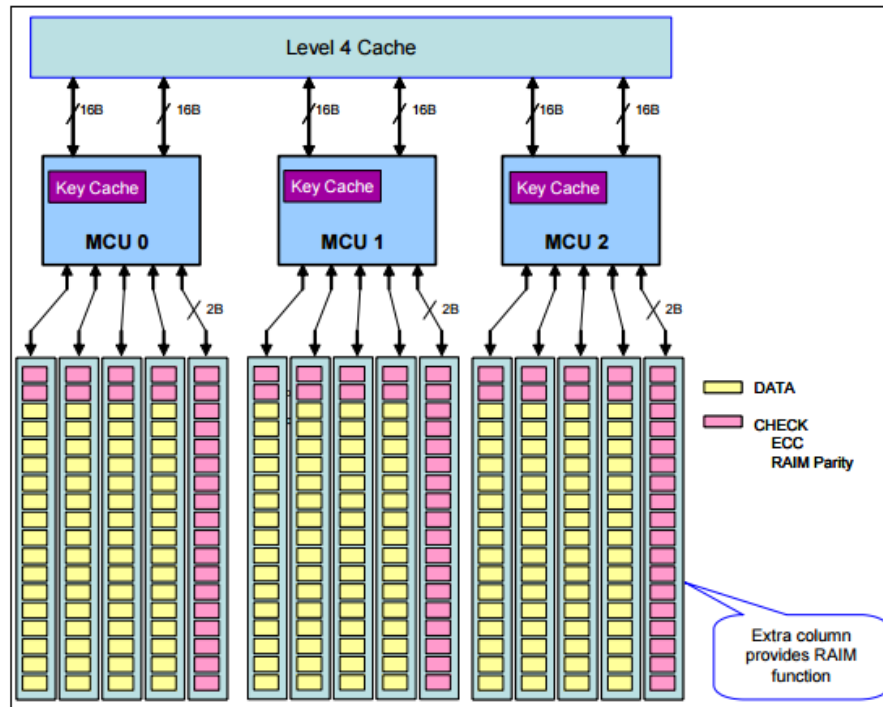 Level 4 Cache
16B 16B 16B 16B 16B 16B
Key Cache Key Cache Key Cache
MCU 0 MCU 1 MCU 2
2B 2B 2B
DATA
CHECK
ECC
RAIM Parity
Extra column
provides RAIM
function